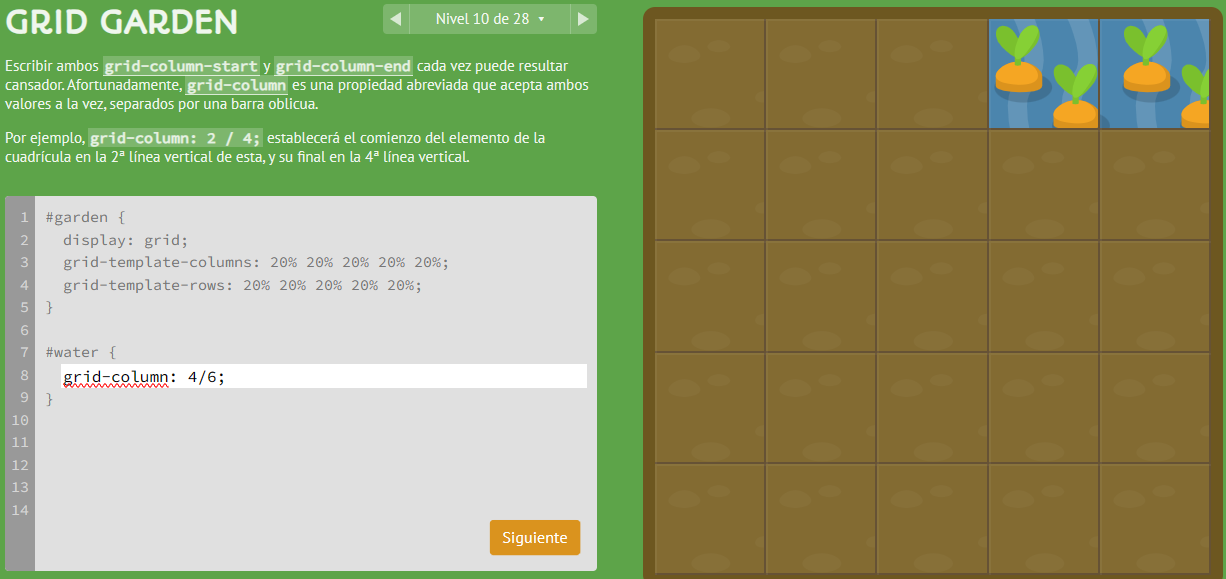 GRID GARDEN
Nivel 10 de 28
Escribir ambos grid-column-start y grid-column-end cada vez puede resultar
cansador. Afortunadamente, grid-column es una propiedad abreviada que acepta ambos
valores a la vez, separados por una barra oblicua.
Por ejemplo, grid-column: 2 / 4; establecerá el comienzo del elemento de la
cuadrícula en la 2ª línea vertical de esta, y su final en la 4ª línea vertical.
1 #garden {
2 display: grid;
3 grid-template-columns: 20% 20% 20% 20% 20%;
4 grid-template-rows: 20% 20% 20% 20% 20%;
5 }
6
7 #water {
8 grid-column: 4/6;
9 }
10
11
12
13
14
Siguiente